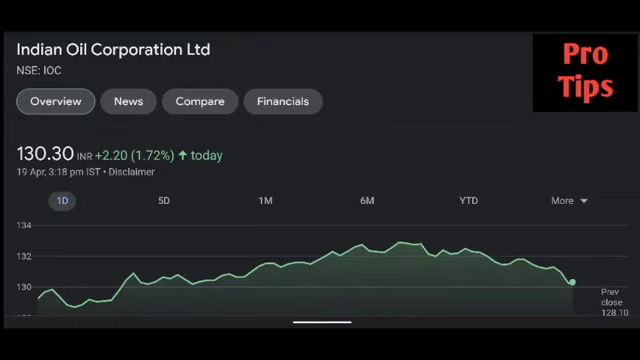 Indian Oil Corporation Ltd
NSE: IOC
Pro
Tips
Overview News Compare Financials
130.30 INR +2.20 (1.72%) ↑ today
19 Apr, 3:18 pm IST • Disclaimer
1D 5D 1M 6M YTD More
134
132
130
Prev
close
128.10